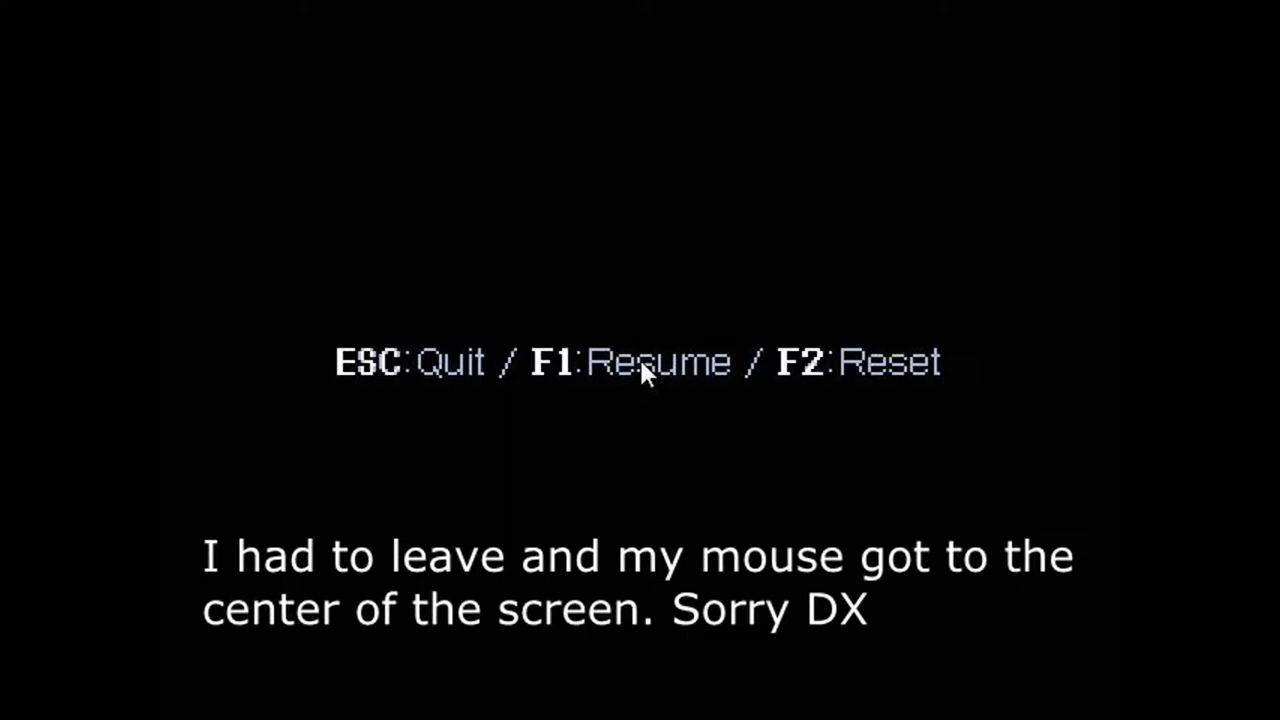 ESC:Quit / F1:Resume / F2:Reset
I had to leave and my mouse got to the
center of the screen. Sorry DX